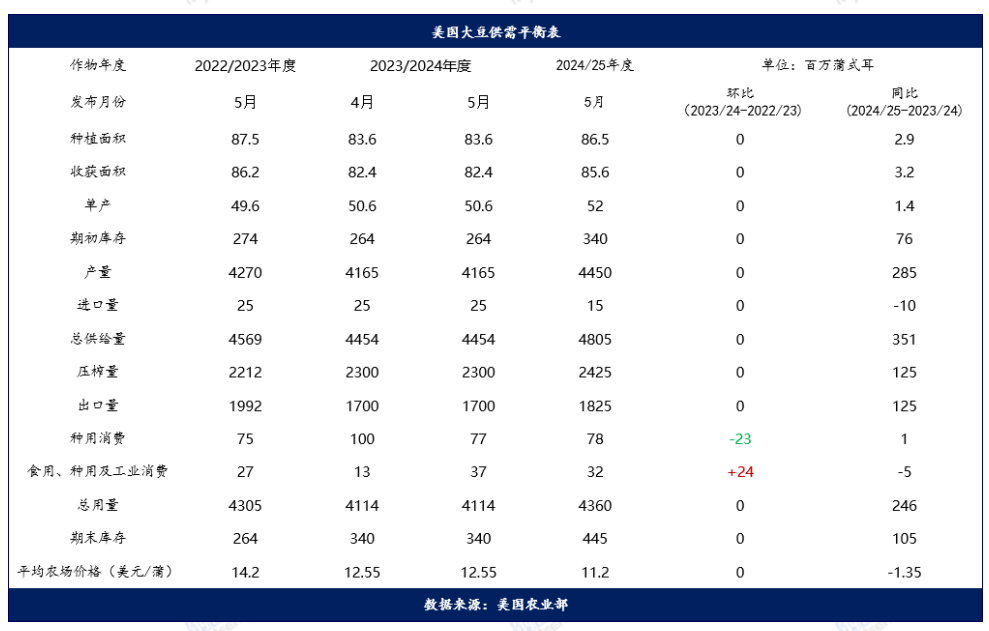 美国大豆供需平衡表
作物年度 2022/2023年度 2023/2024年度 2024/25年度 单位：百万蒲式耳
发布月份 5月 4月 5月 5月 环比 同比
(2023/24-2022/23) (2024/25-2023/24)
种植面积 87.5 83.6 83.6 86.5 0 2.9
收获面积 86.2 82.4 82.4 85.6 0 3.2
单产 49.6 50.6 50.6 52 0 1.4
期初库存 274 264 264 340 0 76
产量 4270 4165 4165 4450 0 285
进口量 25 25 25 15 0 -10
总供给量 4569 4454 4454 4805 0 351
压榨量 2212 2300 2300 2425 0 125
出口量 1992 1700 1700 1825 0 125
种用消费 75 100 77 78 -23 1
食用、种用及工业消费 27 13 37 32 +24 -5
总用量 4305 4114 4114 4360 0 246
期末库存 264 340 340 445 0 105
平均农场价格（美元/蒲） 14.2 12.55 12.55 11.2 0 -1.35
数据来源：美国农业部